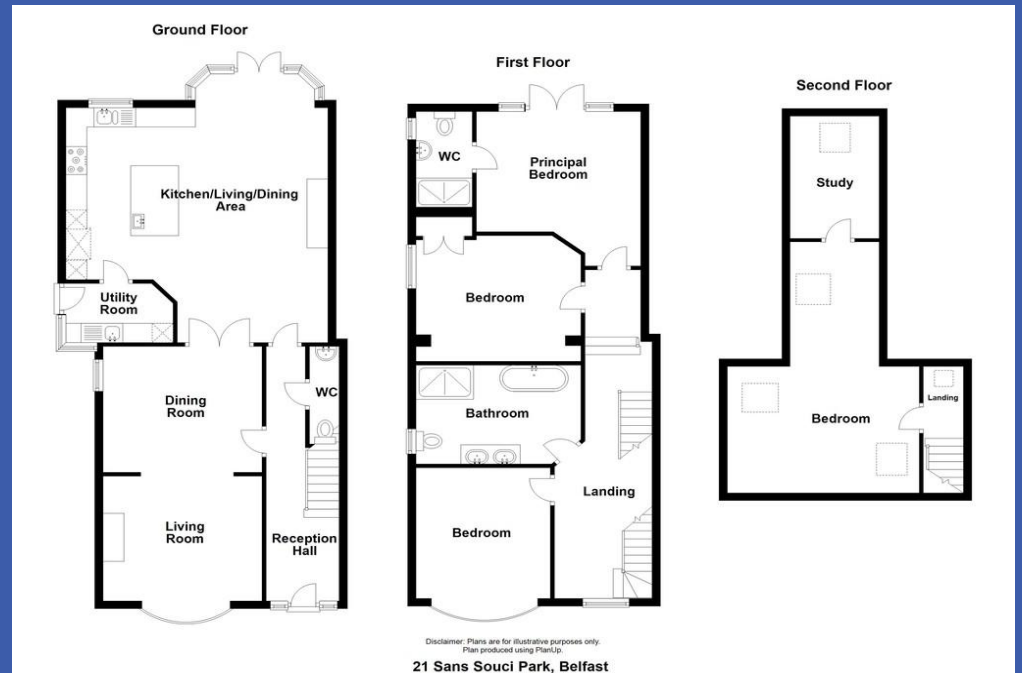 Ground Floor
Kitchen/Living/Dining
Area
Utility
Room
Dining
Room
WC
Living
Room
Reception
Hall
First Floor
WC
Principal
Bedroom
Bedroom
Bathroom
Landing
Bedroom
Second Floor
Study
Bedroom
Landing
Disclaimer: Plans are for illustrative purposes only.
Plan produced using PlanUp.
21 Sans Souci Park, Belfast